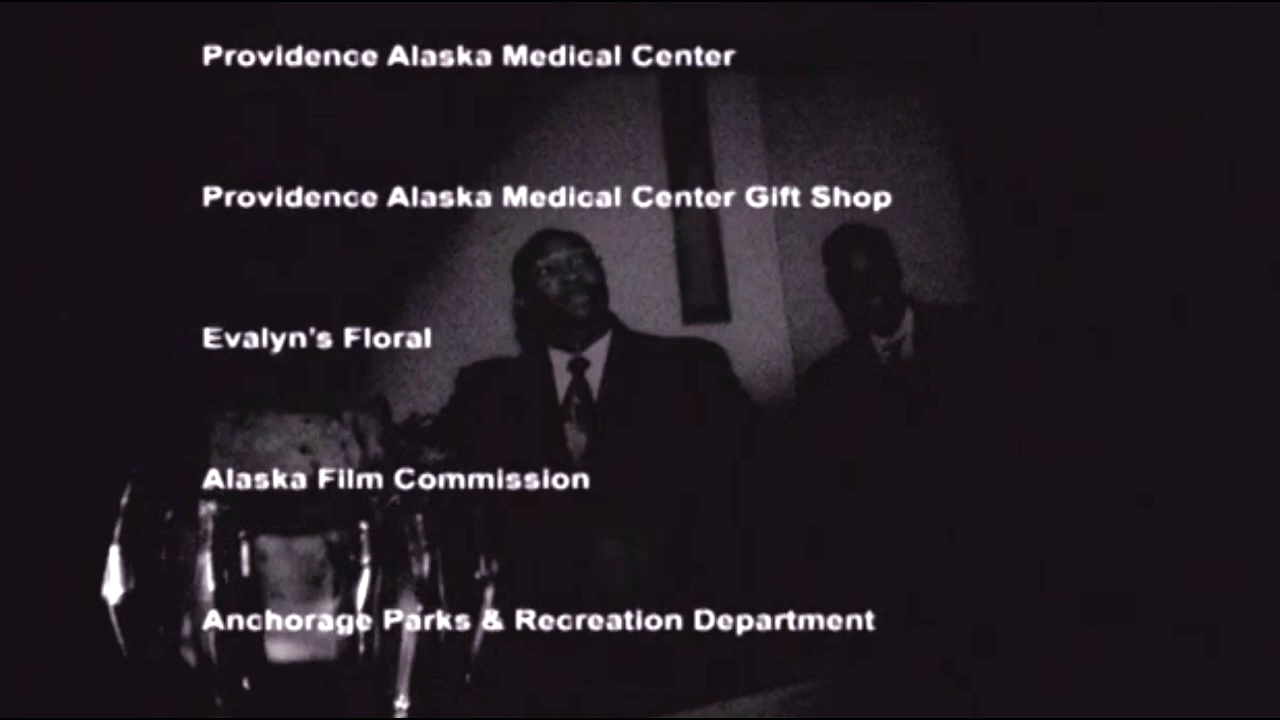 Providence Alaska Medical Center
Providence Alaska Medical Center Gift Shop
Evalyn's Floral
Alaska Film Commission
Anchorage Parks & Recreation Department